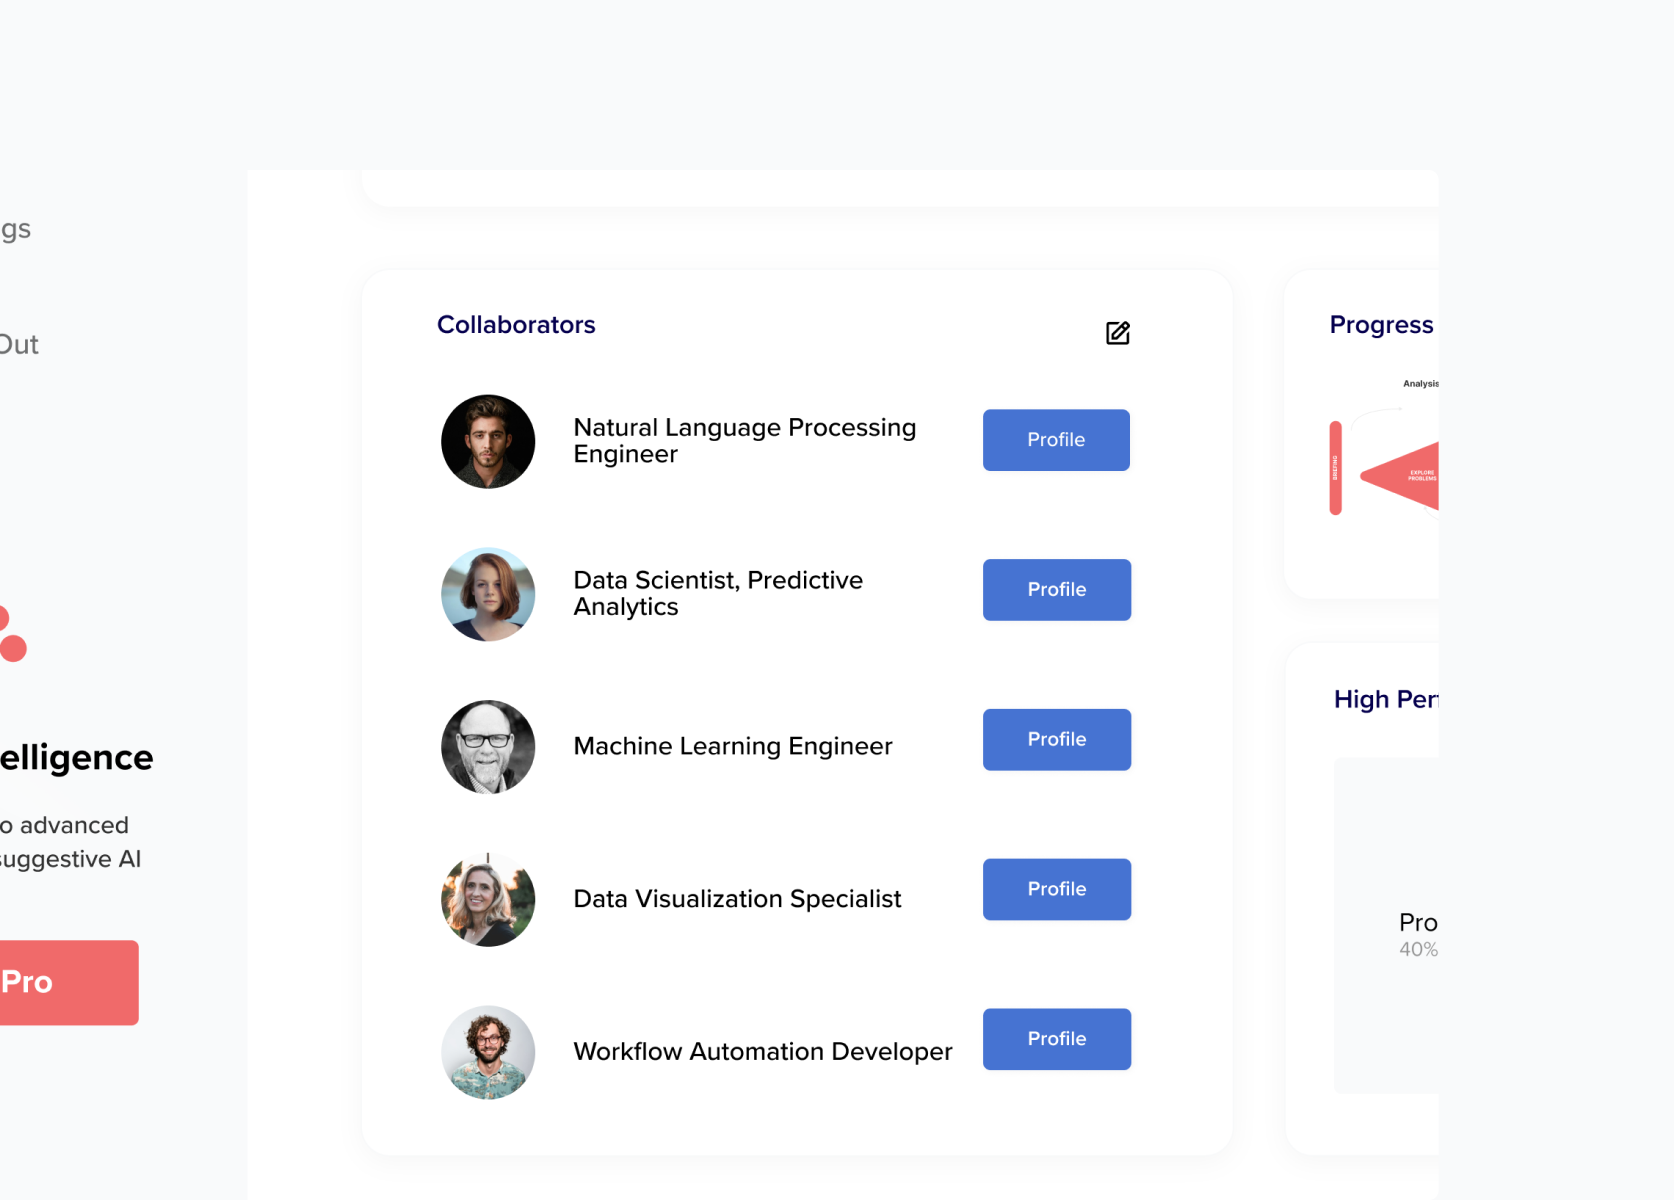 gs
Out
elligence
o advanced
suggestive AI
Pro
Collaborators
Natural Language Processing
Engineer
Profile
Data Scientist, Predictive
Analytics
Profile
Machine Learning Engineer
Profile
Data Visualization Specialist
Profile
Workflow Automation Developer
Profile
Progress
Analysis
BRIEFING
EXPLORE
PROBLEMS
High Perf
Pro
40%